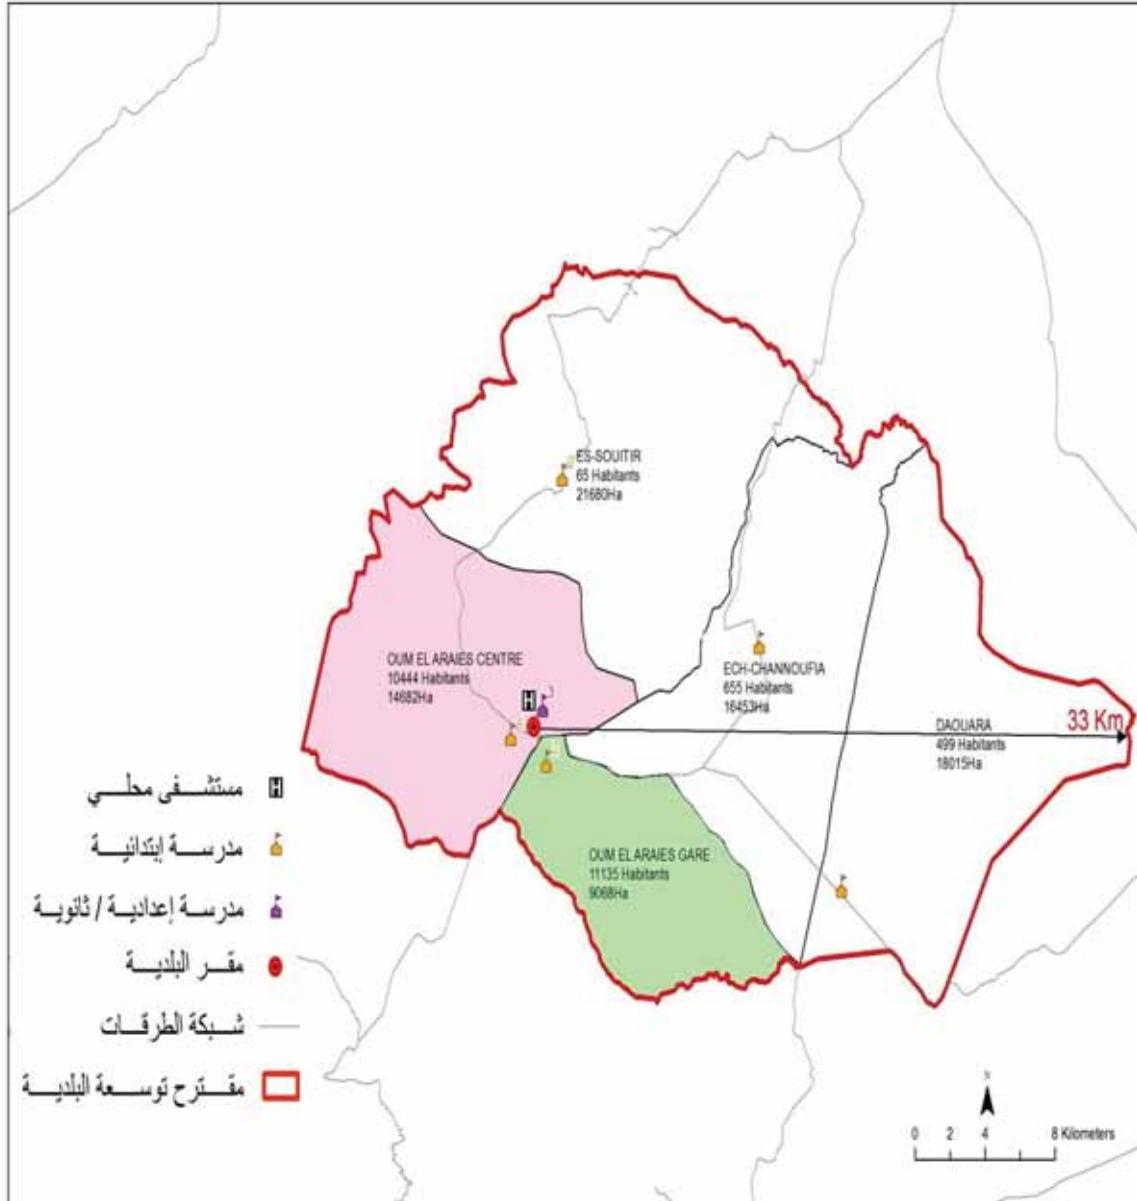 ES-SOUITIR
65 Habitants
21680Ha
OUM EL ARAIES CENTRE
10444 Habitants
14682Ha
H
3
ECH-CHANNOUFIA
655 Habitants
16453Ha
33 Km
DAOUARA
499 Habitants
18015Ha
OUM EL ARAIES GARE
11135 Habitants
9068Ha
H مستشفى محلي
مدرسة إبتدائية
مدرسة إعدادية / ثانوية
مقر البلدية
شبكة الطرقات
مقترح توسعة البلدية
N
0 2 4 8 Kilometers